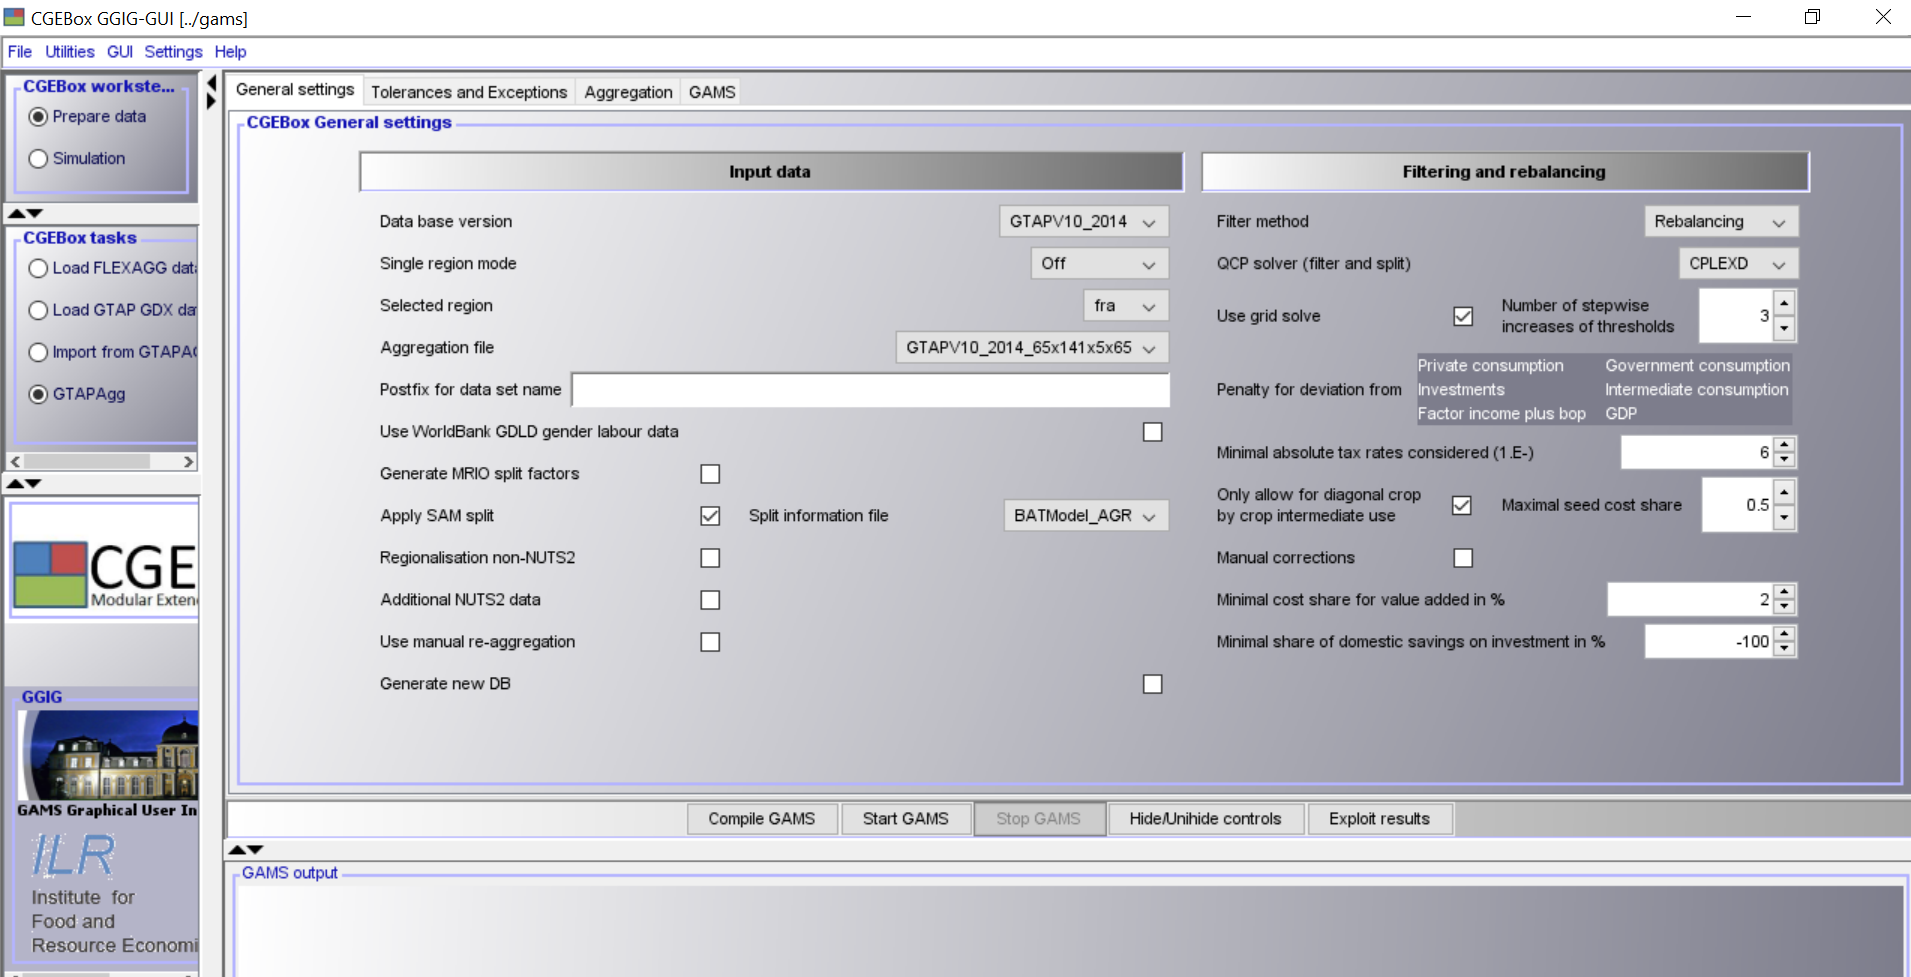 CGEBox GGIG-GUI [../gams]
File Utilities GUI Settings Help
CGEBox workste...
Prepare data
Simulation
CGEBox tasks
Load FLEXAGG
Load GTAP GDX
Import from
GTAPAgg
CGE
Modular
GGIG
GAMS Graphical User
ILR
Institute for
Food and
Resource
General settings Tolerances and Exceptions Aggregation GAMS
CGEBox General settings
Input data
Data base version GTAPV10_2014
Single region mode Off
Selected region fra
Aggregation file GTAPV10_2014_65x141x5x65
Postfix for data set name
Use WorldBank GDLD gender labour data
Generate MRIO split factors
Apply SAM split Split information file BATModel_AGR
Regionalisation non-NUTS2
Additional NUTS2 data
Use manual re-aggregation
Generate new DB
Filtering and rebalancing
Filter method Rebalancing
QCP solver (filter and split) CPLEXD
Use grid solve Number of stepwise
increases of thresholds 3
Penalty for deviation from
Private consumption Government consumption
Investments Intermediate consumption
Factor income plus bop GDP
Minimal absolute tax rates considered (1.E-) 6
Only allow for diagonal crop
by crop intermediate use Maximal seed cost share 0.5
Manual corrections
Minimal cost share for value added in % 2
Minimal share of domestic savings on investment in % -100
Compile GAMS Start GAMS Stop GAMS Hide/Unihide controls Exploit results
GAMS output